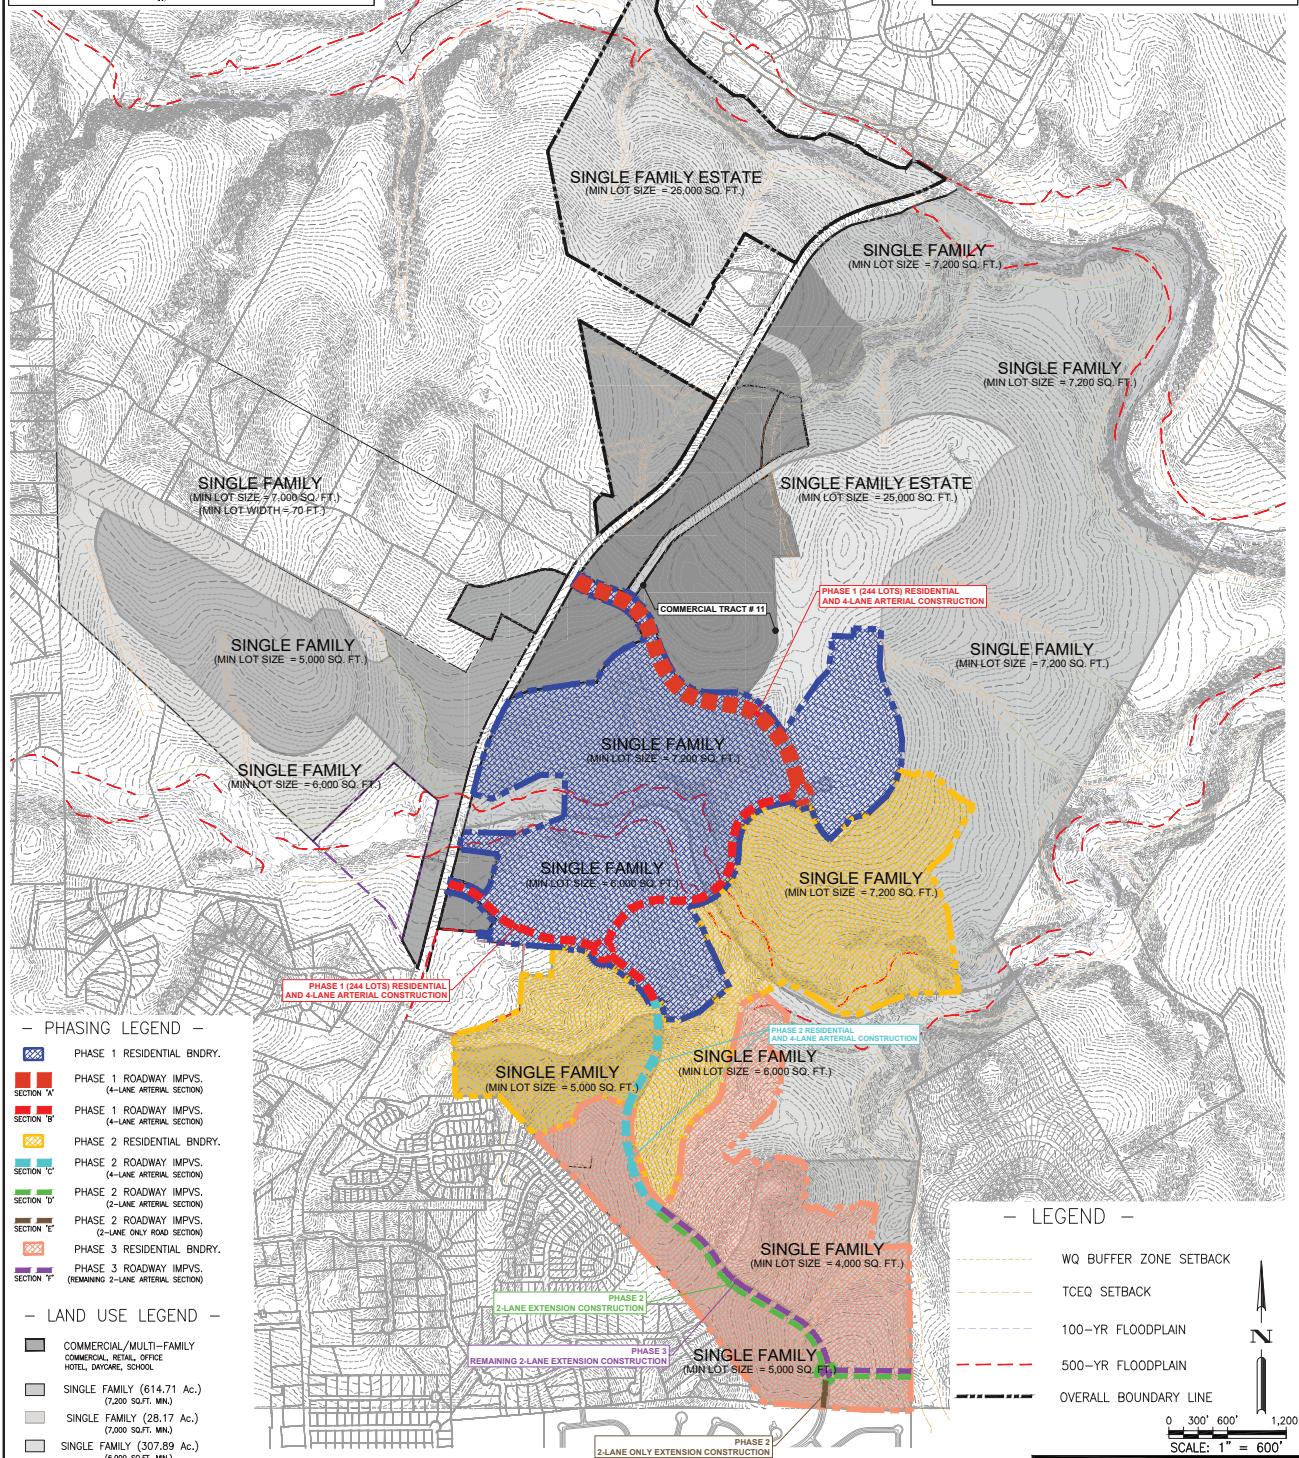 SINGLE FAMILY ESTATE
(MIN LOT SIZE = 25,000 SQ. FT.)
SINGLE FAMILY
(MIN LOT SIZE = 7,200 SQ. FT.)
SINGLE FAMILY
(MIN LOT SIZE = 7,200 SQ. FT.)
SINGLE FAMILY
(MIN LOT SIZE = 7,000 SQ. FT.)
(MIN LOT WIDTH = 70 FT.)
SINGLE FAMILY ESTATE
(MIN LOT SIZE = 25,000 SQ. FT.)
PHASE 1 (244 LOTS) RESIDENTIAL
AND 4-LANE ARTERIAL CONSTRUCTION
COMMERCIAL TRACT # 11
SINGLE FAMILY
(MIN LOT SIZE = 5,000 SQ. FT.)
SINGLE FAMILY
(MIN LOT SIZE = 7,200 SQ. FT.)
SINGLE FAMILY
(MIN LOT SIZE = 7,200 SQ. FT.)
SINGLE FAMILY
(MIN LOT SIZE = 6,000 SQ. FT.)
SINGLE FAMILY
(MIN LOT SIZE = 6,000 SQ. FT.)
SINGLE FAMILY
(MIN LOT SIZE = 7,200 SQ. FT.)
PHASE 1 (244 LOTS) RESIDENTIAL
AND 4-LANE ARTERIAL CONSTRUCTION
PHASE 2 RESIDENTIAL
AND 4-LANE ARTERIAL CONSTRUCTION
SINGLE FAMILY
(MIN LOT SIZE = 5,000 SQ. FT.)
SINGLE FAMILY
(MIN LOT SIZE = 6,000 SQ. FT.)
SINGLE FAMILY
(MIN LOT SIZE = 4,000 SQ. FT.)
PHASE 2
2-LANE EXTENSION CONSTRUCTION
PHASE 3
REMAINING 2-LANE EXTENSION CONSTRUCTION
SINGLE FAMILY
(MIN LOT SIZE = 5,000 SQ. FT.)
PHASE 2
2-LANE ONLY EXTENSION CONSTRUCTION
- PHASING LEGEND -
PHASE 1 RESIDENTIAL BNDRY.
PHASE 1 ROADWAY IMPVS.
SECTION "A"
(4-LANE ARTERIAL SECTION)
PHASE 1 ROADWAY IMPVS.
SECTION "B"
(4-LANE ARTERIAL SECTION)
PHASE 2 RESIDENTIAL BNDRY.
PHASE 2 ROADWAY IMPVS.
SECTION "C"
(4-LANE ARTERIAL SECTION)
PHASE 2 ROADWAY IMPVS.
SECTION "D"
(2-LANE ARTERIAL SECTION)
PHASE 2 ROADWAY IMPVS.
SECTION "E"
(2-LANE ONLY ROAD SECTION)
PHASE 3 RESIDENTIAL BNDRY.
PHASE 3 ROADWAY IMPVS.
SECTION "F"
(REMAINING 2-LANE ARTERIAL SECTION)
- LAND USE LEGEND -
COMMERCIAL/MULTI-FAMILY
COMMERCIAL, RETAIL, OFFICE
HOTEL, DAYCARE, SCHOOL
SINGLE FAMILY (614.71 Ac.)
(7,200 SQ.FT. MIN.)
SINGLE FAMILY (28.17 Ac.)
(7,000 SQ.FT. MIN.)
SINGLE FAMILY (307.89 Ac.)
(6,000 SQ.FT. MIN.)
- LEGEND -
WQ BUFFER ZONE SETBACK
TCEQ SETBACK
100-YR FLOODPLAIN
500-YR FLOODPLAIN
OVERALL BOUNDARY LINE
N
0 300' 600' 1,200
SCALE: 1" = 600'